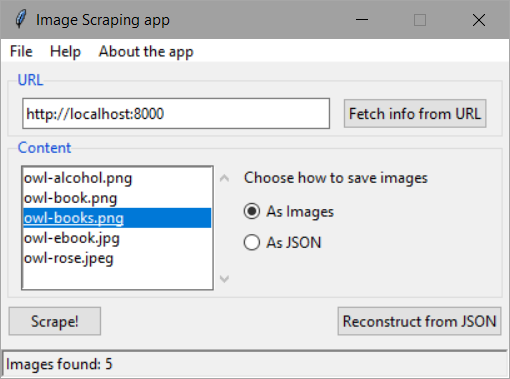 Image Scraping app
File Help About the app
URL
http://localhost:8000 Fetch info from URL
Content
owl-alcohol.png
owl-book.png
owl-books.png
owl-ebook.jpg
owl-rose.jpeg
Choose how to save images
As Images
As JSON
Scrape! Reconstruct from JSON
Images found: 5